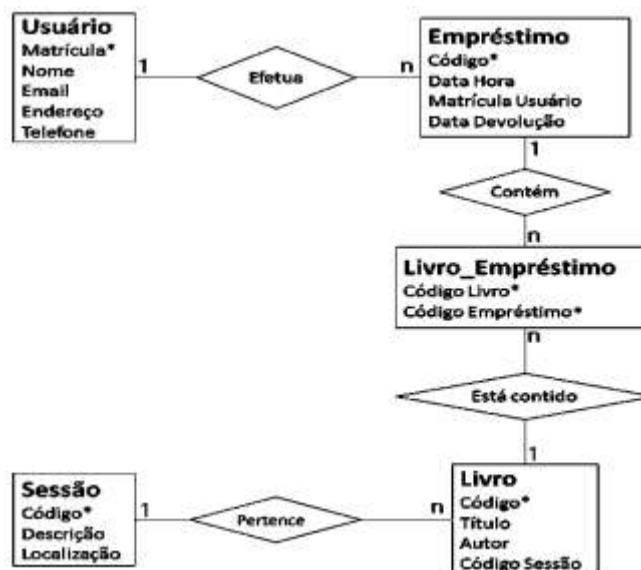 Usuário
Matrícula*
Nome
Email
Endereço
Telefone
1
Efetua
n
Empréstimo
Código*
Data Hora
Matrícula Usuário
Data Devolução
1
Contém
n
Livro_Empréstimo
Código Livro*
Código Empréstimo*
n
Está contido
1
Sessão
Código*
Descrição
Localização
1
Pertence
n
Livro
Código*
Título
Autor
Código Sessão